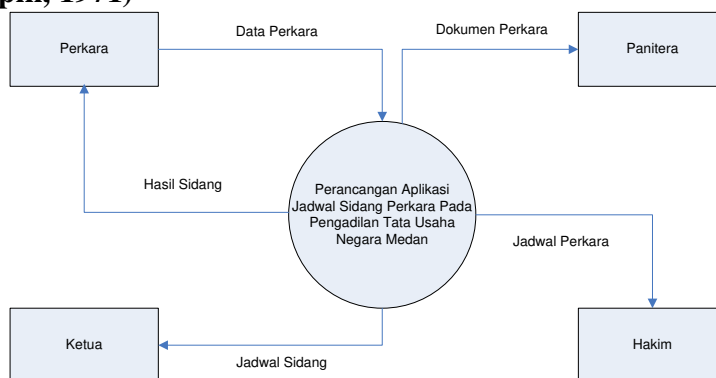 1971)
Data Perkara
Dokumen Perkara
Perkara
Panitera
Hasil Sidang
Perancangan Aplikasi
Jadwal Sidang Perkara Pada
Pengadilan Tata Usaha
Negara Medan
Jadwal Perkara
Ketua
Jadwal Sidang
Hakim